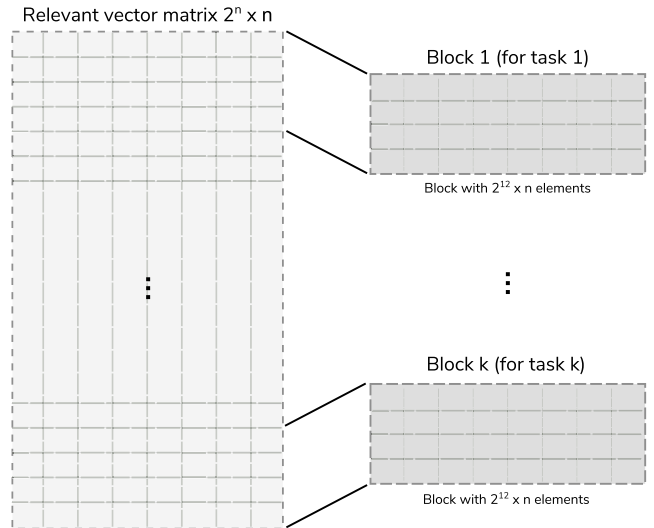 Relevant vector matrix 2ⁿ x n
Block 1 (for task 1)
Block with 2¹² x n elements
Block k (for task k)
Block with 2¹² x n elements